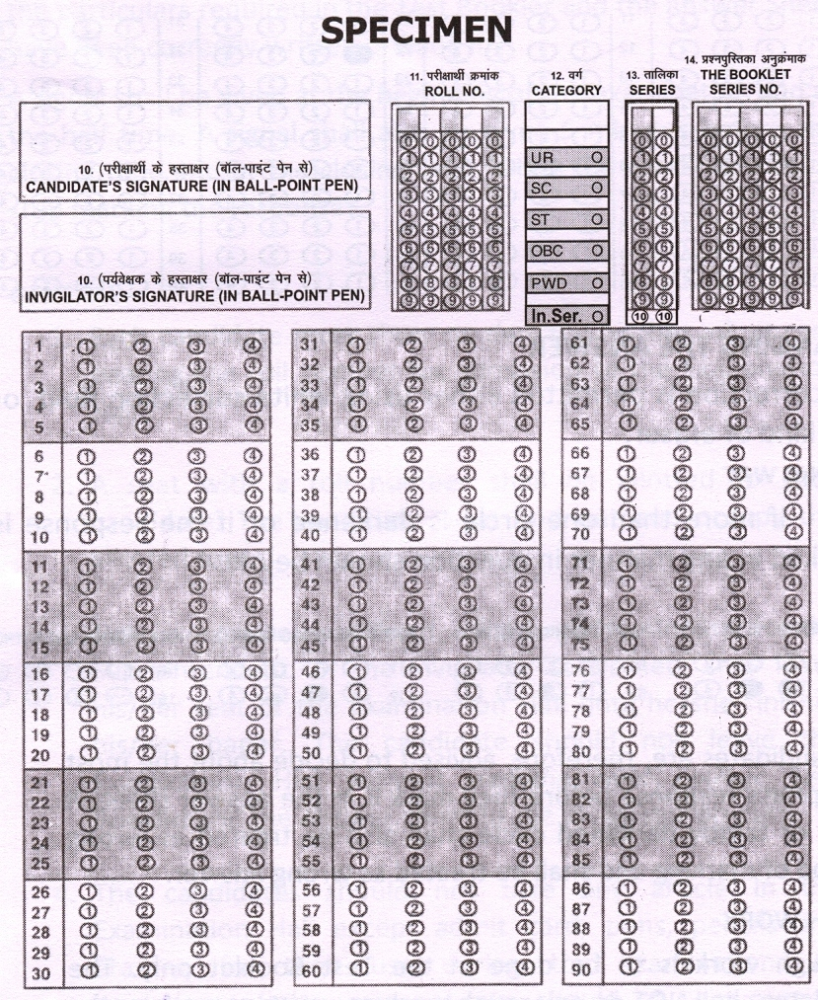 SPECIMEN
11. परीक्षार्थी क्रमांक
ROLL NO.
12. वर्ग
CATEGORY
13. तालिका
SERIES
14. प्रश्नपुस्तिका अनुक्रमाक
THE BOOKLET
SERIES NO.
10. (परीक्षार्थी के हस्ताक्षर (बॉल-पाइंट पेन से)
CANDIDATE'S SIGNATURE (IN BALL-POINT PEN)
10. (पर्यवेक्षक के हस्ताक्षर (बॉल-पाइंट पेन से)
INVIGILATOR'S SIGNATURE (IN BALL-POINT PEN)
0 0 0 0 0
1 1 1 1 1
2 2 2 2 2
3 3 3 3 3
4 4 4 4 4
5 5 5 5 5
6 6 6 6 6
7 7 7 7 7
8 8 8 8 8
9 9 9 9 9
UR O
SC O
ST O
OBC O
PWD O
In.Ser. O
0 0
1 1
2 2
3 3
4 4
5 5
6 6
7 7
8 8
9 9
10 10
0 0 0 0 0
1 1 1 1 1
2 2 2 2 2
3 3 3 3 3
4 4 4 4 4
5 5 5 5 5
6 6 6 6 6
7 7 7 7 7
8 8 8 8 8
9 9 9 9 9
1 ① ② ③ ④ 31 ① ② ③ ④ 61 ① ② ③ ④
2 ① ② ③ ④ 32 ① ② ③ ④ 62 ① ② ③ ④
3 ① ② ③ ④ 33 ① ② ③ ④ 63 ① ② ③ ④
4 ① ② ③ ④ 34 ① ② ③ ④ 64 ① ② ③ ④
5 ① ② ③ ④ 35 ① ② ③ ④ 65 ① ② ③ ④
6 ① ② ③ ④ 36 ① ② ③ ④ 66 ① ② ③ ④
7 ① ② ③ ④ 37 ① ② ③ ④ 67 ① ② ③ ④
8 ① ② ③ ④ 38 ① ② ③ ④ 68 ① ② ③ ④
9 ① ② ③ ④ 39 ① ② ③ ④ 69 ① ② ③ ④
10 ① ② ③ ④ 40 ① ② ③ ④ 70 ① ② ③ ④
11 ① ② ③ ④ 41 ① ② ③ ④ 71 ① ② ③ ④
12 ① ② ③ ④ 42 ① ② ③ ④ 72 ① ② ③ ④
13 ① ② ③ ④ 43 ① ② ③ ④ 73 ① ② ③ ④
14 ① ② ③ ④ 44 ① ② ③ ④ 74 ① ② ③ ④
15 ① ② ③ ④ 45 ① ② ③ ④ 75 ① ② ③ ④
16 ① ② ③ ④ 46 ① ② ③ ④ 76 ① ② ③ ④
17 ① ② ③ ④ 47 ① ② ③ ④ 77 ① ② ③ ④
18 ① ② ③ ④ 48 ① ② ③ ④ 78 ① ② ③ ④
19 ① ② ③ ④ 49 ① ② ③ ④ 79 ① ② ③ ④
20 ① ② ③ ④ 50 ① ② ③ ④ 80 ① ② ③ ④
21 ① ② ③ ④ 51 ① ② ③ ④ 81 ① ② ③ ④
22 ① ② ③ ④ 52 ① ② ③ ④ 82 ① ② ③ ④
23 ① ② ③ ④ 53 ① ② ③ ④ 83 ① ② ③ ④
24 ① ② ③ ④ 54 ① ② ③ ④ 84 ① ② ③ ④
25 ① ② ③ ④ 55 ① ② ③ ④ 85 ① ② ③ ④
26 ① ② ③ ④ 56 ① ② ③ ④ 86 ① ② ③ ④
27 ① ② ③ ④ 57 ① ② ③ ④ 87 ① ② ③ ④
28 ① ② ③ ④ 58 ① ② ③ ④ 88 ① ② ③ ④
29 ① ② ③ ④ 59 ① ② ③ ④ 89 ① ② ③ ④
30 ① ② ③ ④ 60 ① ② ③ ④ 90 ① ② ③ ④